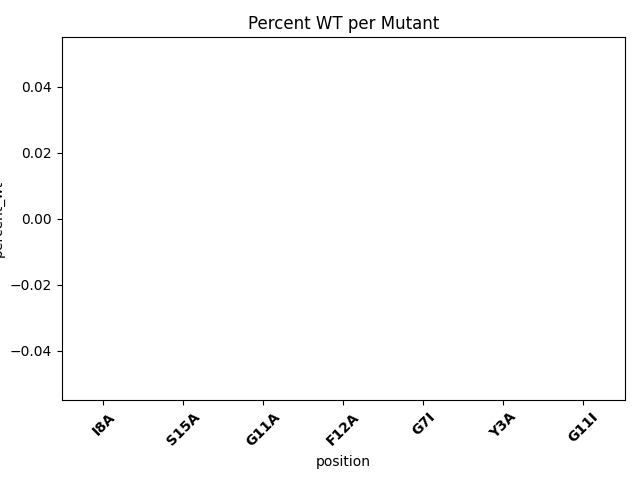 Percent WT per Mutant
0.04
0.02
0.00
−0.02
−0.04
percent_wt
I8A
S15A
G11A
F12A
G7I
Y3A
G11I
position